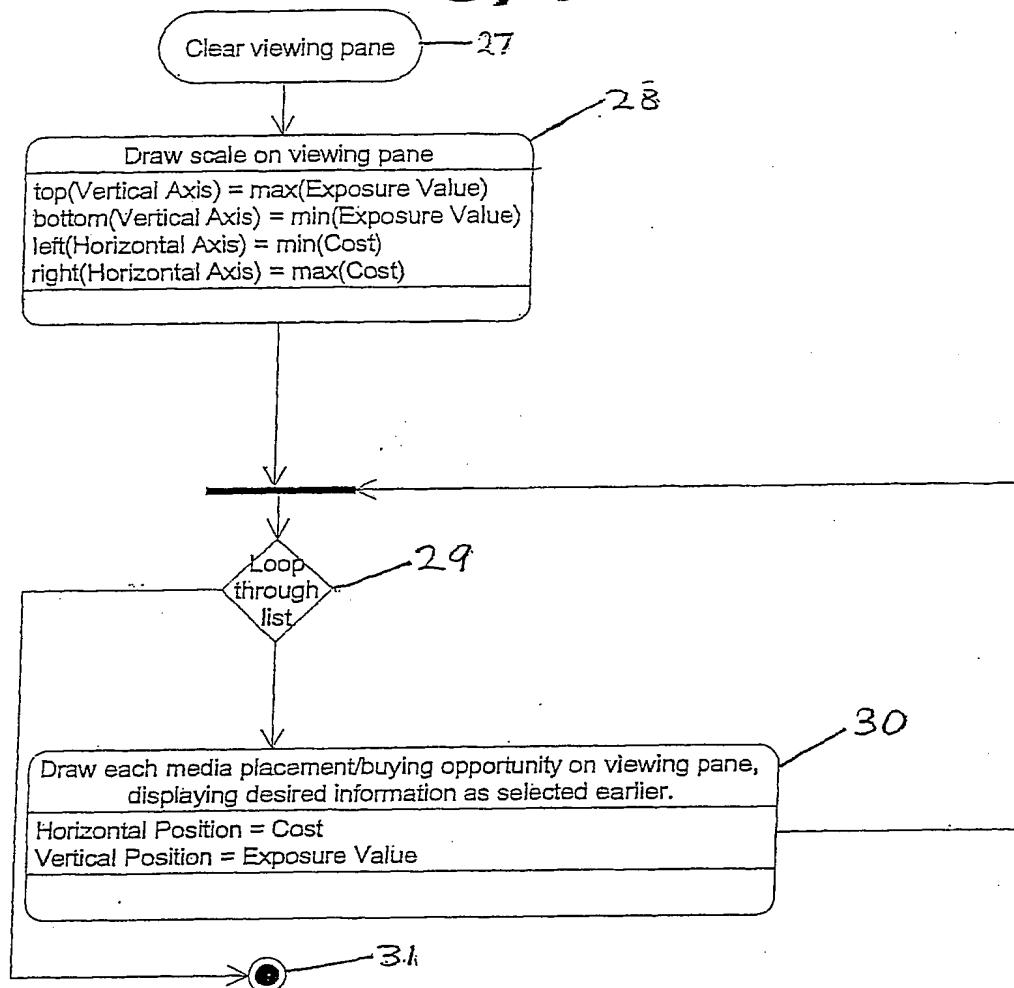 Clear viewing pane
27
28
Draw scale on viewing pane
top(Vertical Axis) = max(Exposure Value)
bottom(Vertical Axis) = min(Exposure Value)
left(Horizontal Axis) = min(Cost)
right(Horizontal Axis) = max(Cost)
Loop
through
list
29
30
Draw each media placement/buying opportunity on viewing pane,
displaying desired information as selected earlier.
Horizontal Position = Cost
Vertical Position = Exposure Value
31